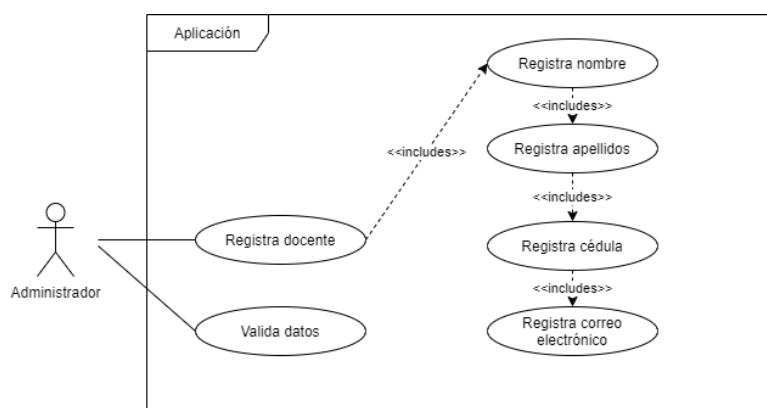 Aplicación
Registra nombre
<<includes>>
Registra apellidos
<<includes>>
<<includes>>
Registra docente
Registra cédula
<<includes>>
Administrador
Valida datos
Registra correo
electrónico